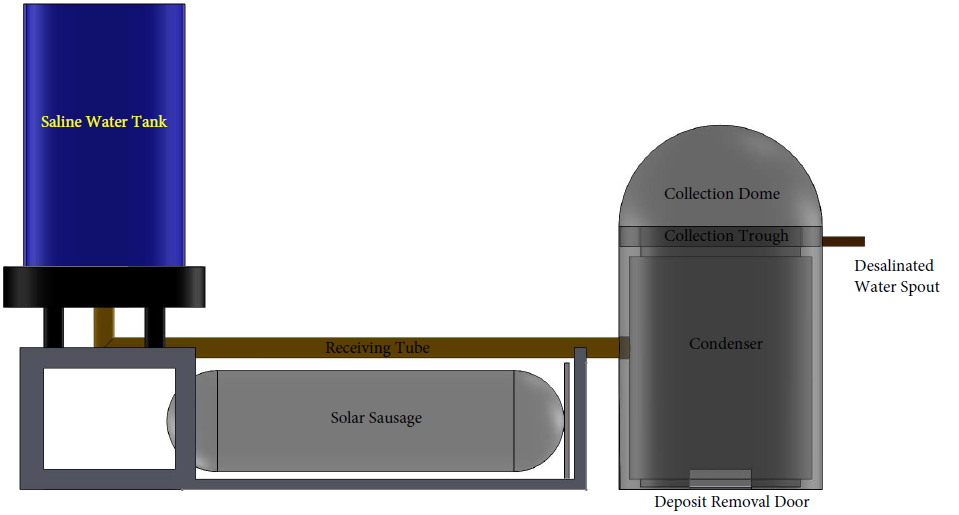 Saline Water Tank
Collection Dome
Collection Trough
Desalinated
Water Spout
Receiving Tube
Condenser
Solar Sausage
Deposit Removal Door